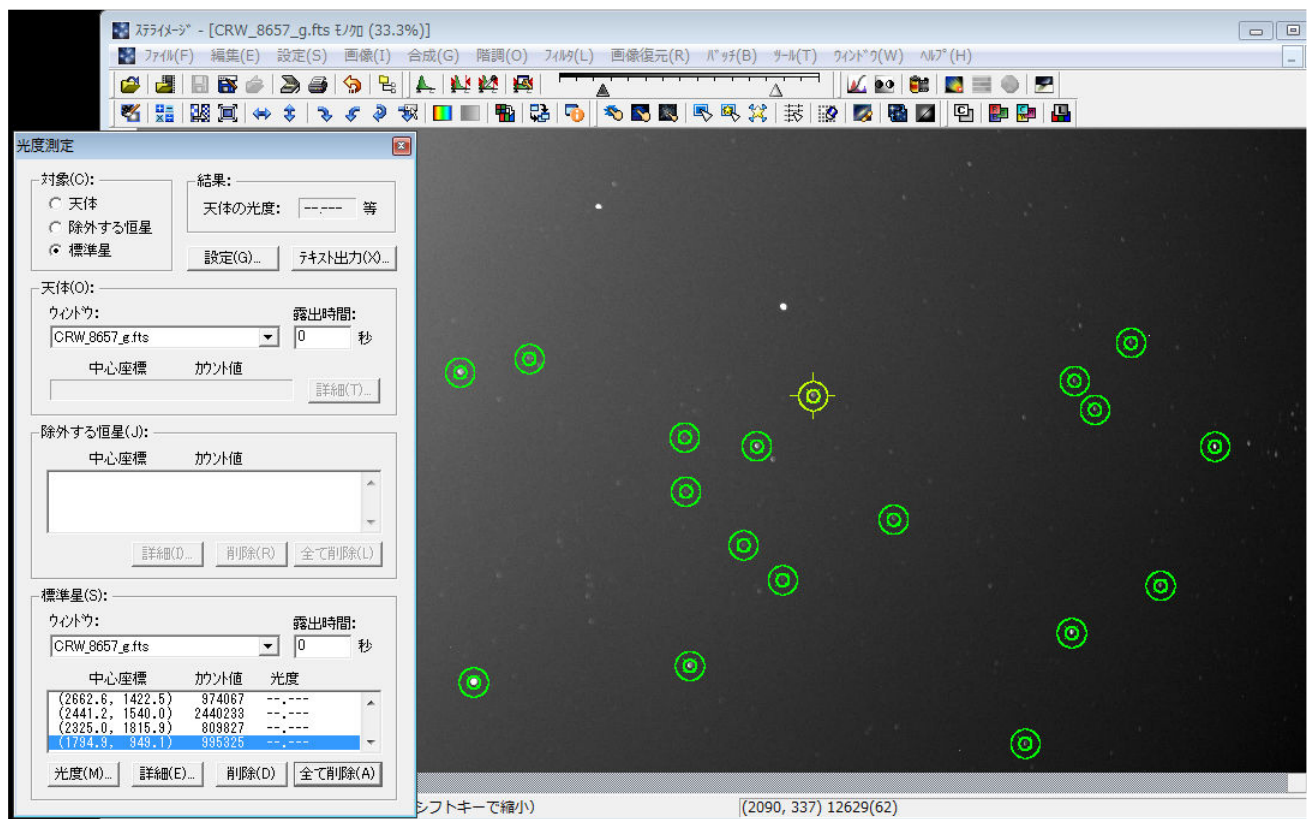 ｽﾃﾗｲﾒｰｼﾞ - [CRW_8657_g.fts ﾓﾉｸﾛ (33.3%)]
ﾌｧｲﾙ(F) 編集(E) 設定(S) 画像(I) 合成(G) 階調(O) ﾌｨﾙﾀ(L) 画像復元(R) ﾊﾞｯﾁ(B) ﾂｰﾙ(T) ｳｨﾝﾄﾞｳ(W) ﾍﾙﾌﾟ(H)
光度測定
対象(C):
天体
除外する恒星
標準星
結果:
天体の光度: --.--- 等
設定(G)... ﾃｷｽﾄ出力(X)...
天体(O):
ｳｨﾝﾄﾞｳ: 露出時間:
CRW_8657_g.fts 0 秒
中心座標 ｶｳﾝﾄ値
詳細(T)...
除外する恒星(J):
中心座標 ｶｳﾝﾄ値
詳細(I)... 削除(R) 全て削除(L)
標準星(S):
ｳｨﾝﾄﾞｳ: 露出時間:
CRW_8657_g.fts 0 秒
中心座標 ｶｳﾝﾄ値 光度
(2662.6, 1422.5) 974067 --.---
(2441.2, 1540.0) 2440233 --.---
(2325.0, 1815.9) 809827 --.---
(1794.9, 949.1) 995325 --.---
光度(M)... 詳細(E)... 削除(D) 全て削除(A)
シフトキーで縮小) (2090, 337) 12629(62)